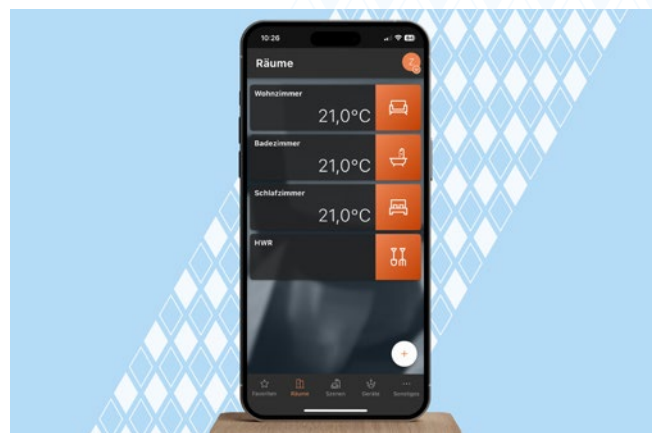 10:26
Räume
Z
Wohnzimmer
21,0°C
Badezimmer
21,0°C
Schlafzimmer
21,0°C
HWR
+
Favoriten Räume Szenen Geräte Sonstiges